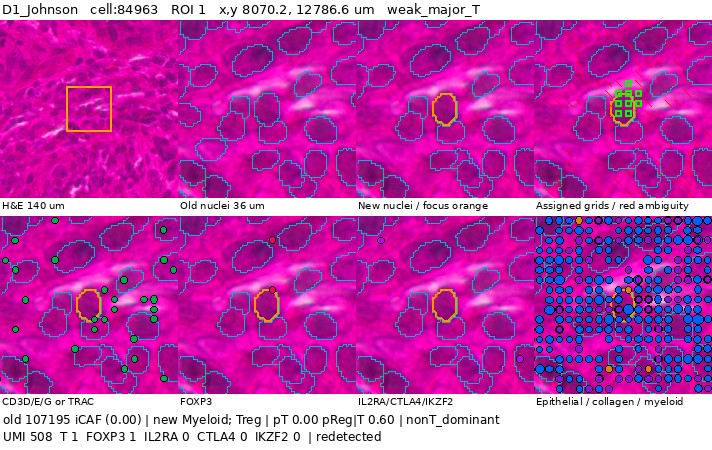 D1_Johnson cell:84963 ROI 1 x,y 8070.2, 12786.6 um weak_major_T
H&E 140 um
Old nuclei 36 um
New nuclei / focus orange
Assigned grids / red ambiguity
CD3D/E/G or TRAC
FOXP3
IL2RA/CTLA4/IKZF2
Epithelial / collagen / myeloid
old 107195 iCAF (0.00) | new Myeloid; Treg | pT 0.00 pReg|T 0.60 | nonT_dominant
UMI 508 T 1 FOXP3 1 IL2RA 0 CTLA4 0 IKZF2 0 | redetected